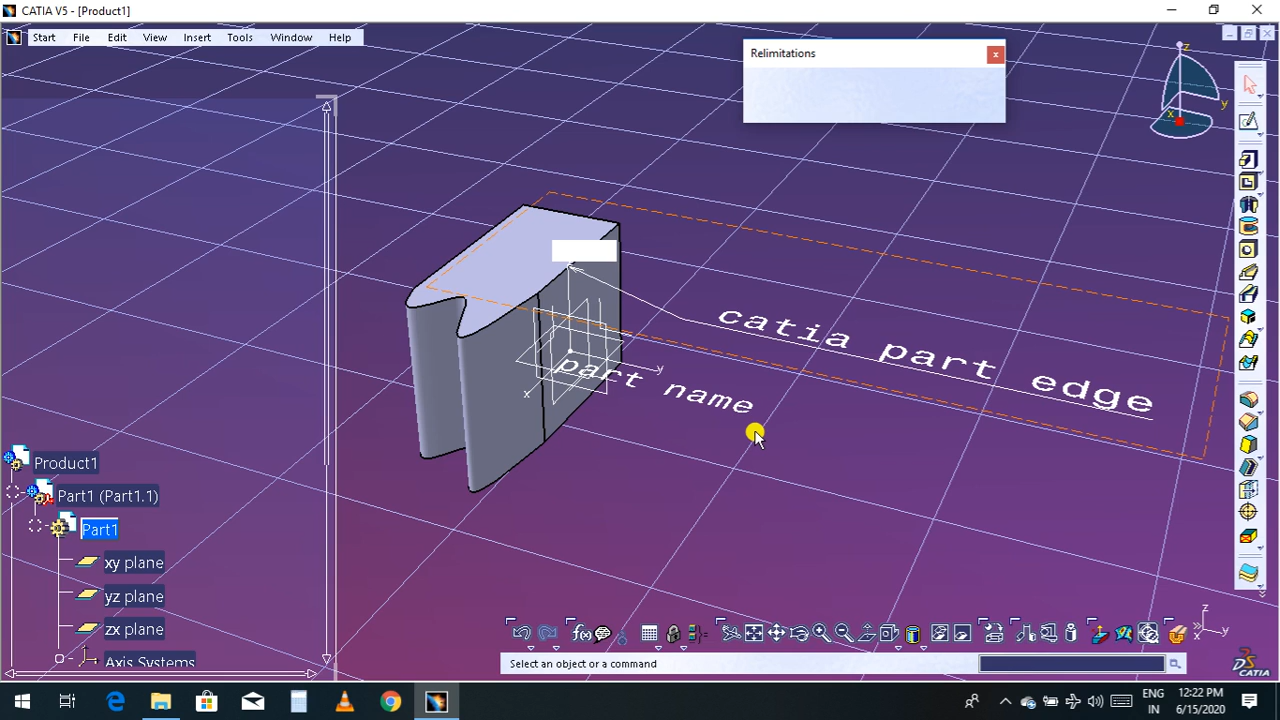 CATIA V5 - [Product1]
Start File Edit View Insert Tools Window Help
Relimitations
z
y
x
catia part edge
part name
y
x
Product1
Part1 (Part1.1)
Part1
xy plane
yz plane
zx plane
Axis Systems
f(x)
z
y
x
Select an object or a command
CATIA
ENG
IN
12:22 PM
6/15/2020